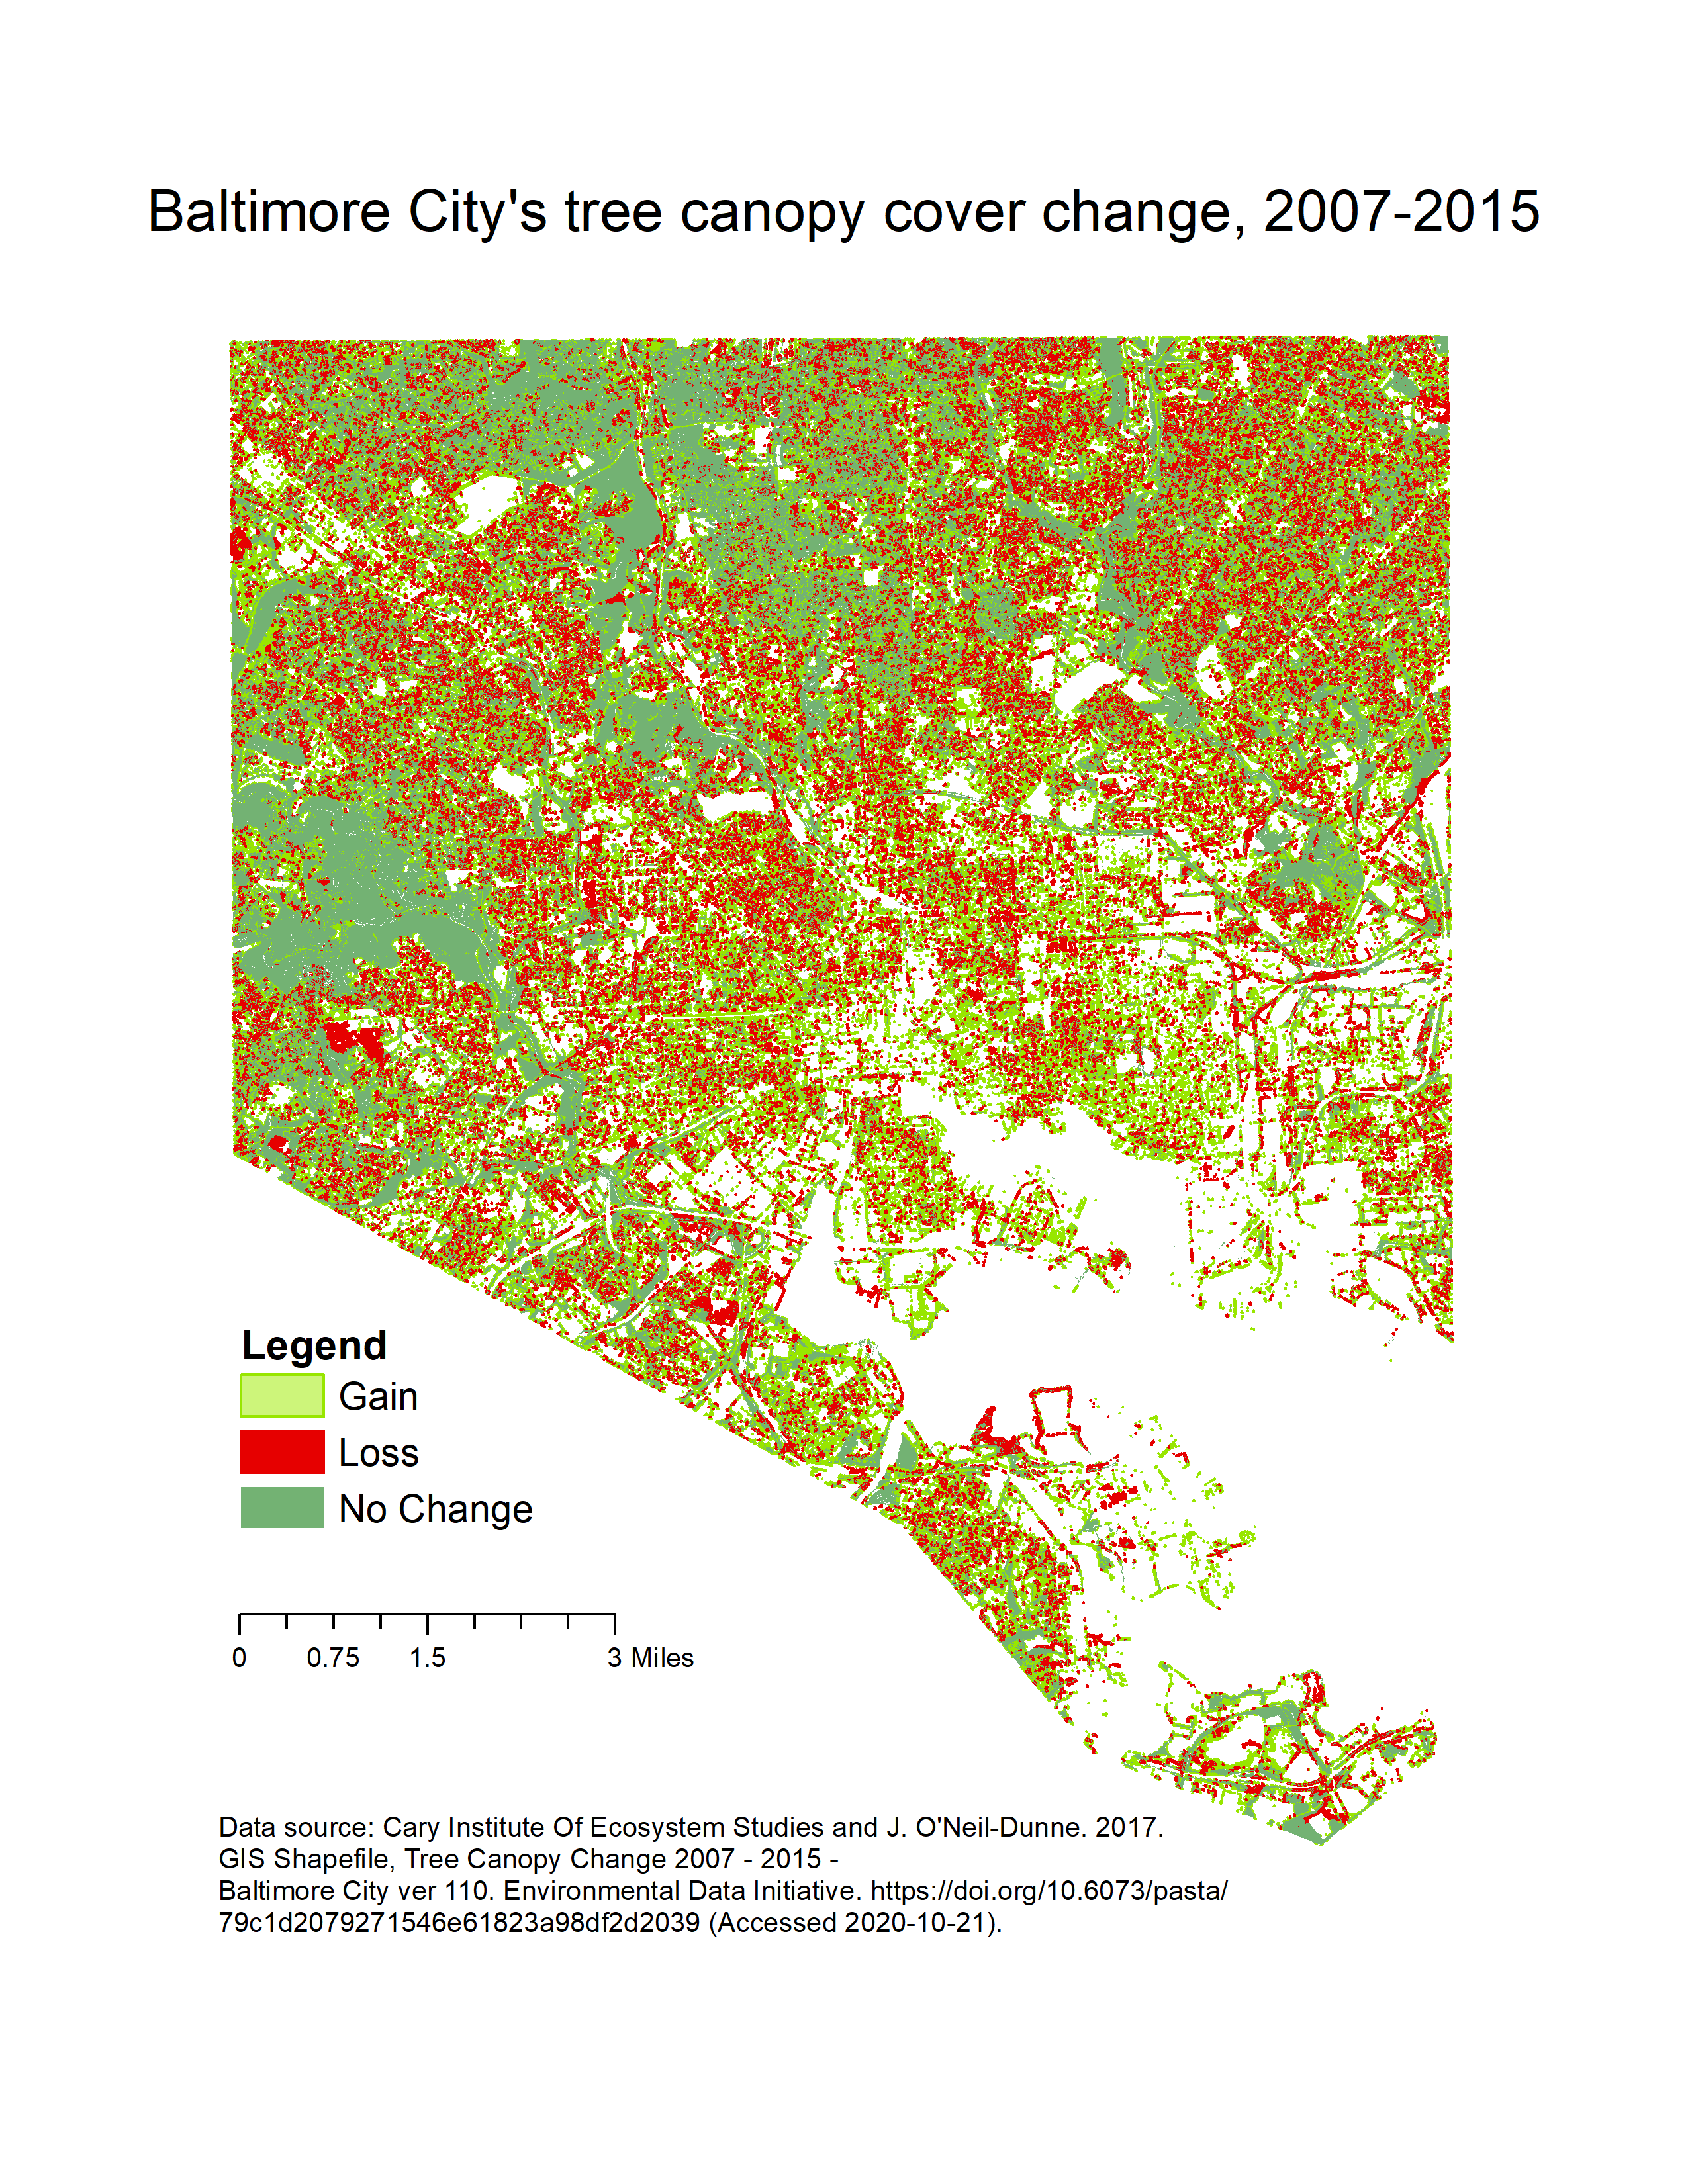 Baltimore City's tree canopy cover change, 2007-2015
Legend
Gain
Loss
No Change
0 0.75 1.5 3 Miles
Data source: Cary Institute Of Ecosystem Studies and J. O'Neil-Dunne. 2017.
GIS Shapefile, Tree Canopy Change 2007 - 2015 -
Baltimore City ver 110. Environmental Data Initiative. https://doi.org/10.6073/pasta/
79c1d2079271546e61823a98df2d2039 (Accessed 2020-10-21).